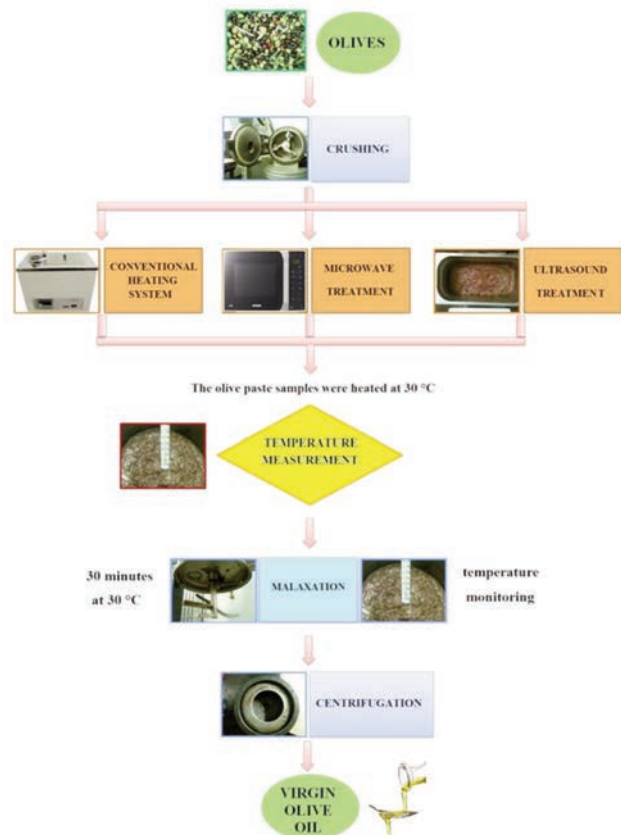 OLIVES
CRUSHING
CONVENTIONAL
HEATING
SYSTEM
MICROWAVE
TREATMENT
ULTRASOUND
TREATMENT
The olive paste samples were heated at 30 °C
TEMPERATURE
MEASUREMENT
30 minutes
at 30 °C
MALAXATION
temperature
monitoring
CENTRIFUGATION
VIRGIN
OLIVE
OIL